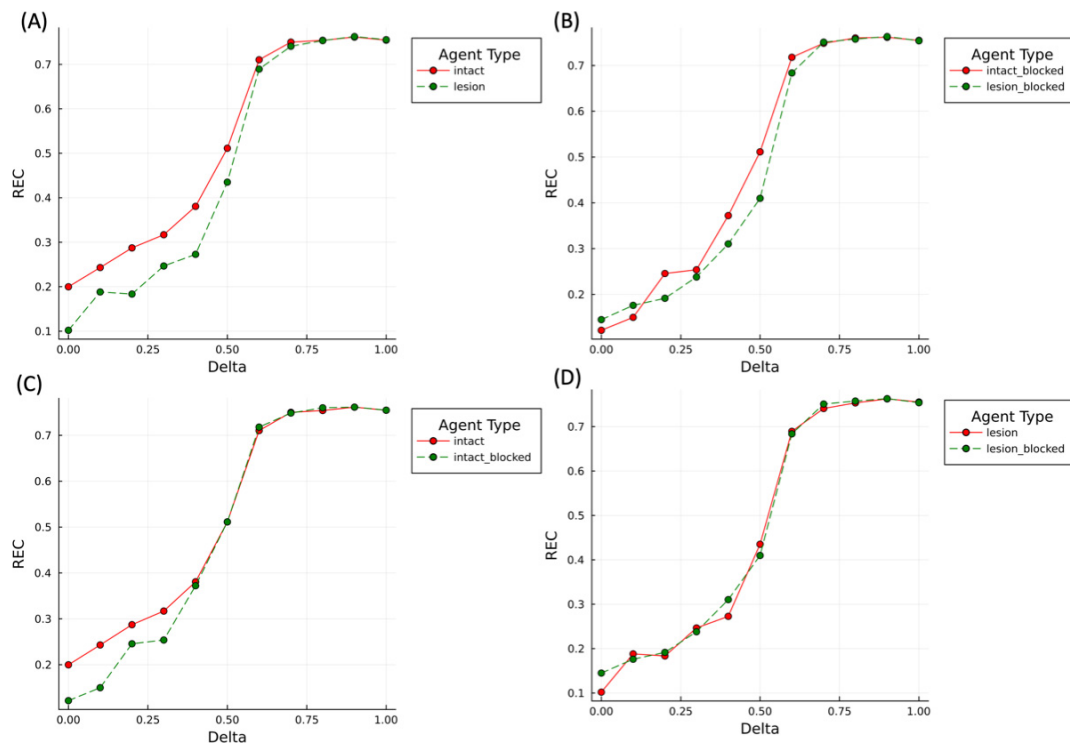 (A)
0.7
0.6
0.5
0.4
0.3
0.2
0.1
REC
0.00 0.25 0.50 0.75 1.00
Delta
Agent Type
intact
lesion
(B)
0.7
0.6
0.5
0.4
0.3
0.2
REC
0.00 0.25 0.50 0.75 1.00
Delta
Agent Type
intact_blocked
lesion_blocked
(C)
0.7
0.6
0.5
0.4
0.3
0.2
REC
0.00 0.25 0.50 0.75 1.00
Delta
Agent Type
intact
intact_blocked
(D)
0.7
0.6
0.5
0.4
0.3
0.2
0.1
REC
0.00 0.25 0.50 0.75 1.00
Delta
Agent Type
lesion
lesion_blocked